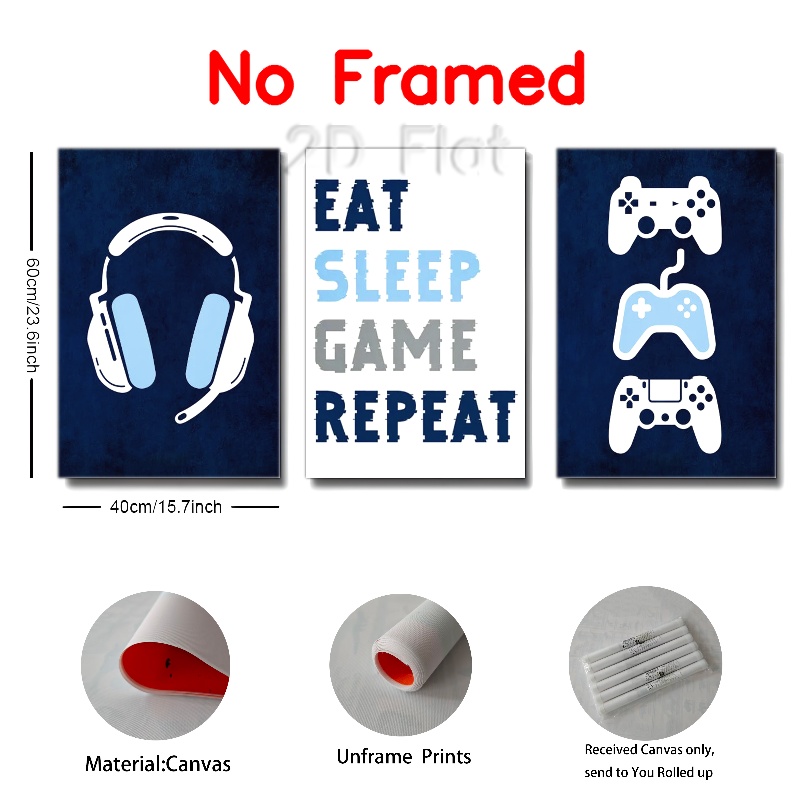 No Framed
2D Flat
EAT
SLEEP
GAME
REPEAT
60cm/23.6inch
40cm/15.7inch
Material:Canvas
Unframe Prints
Received Canvas only,
send to You Rolled up